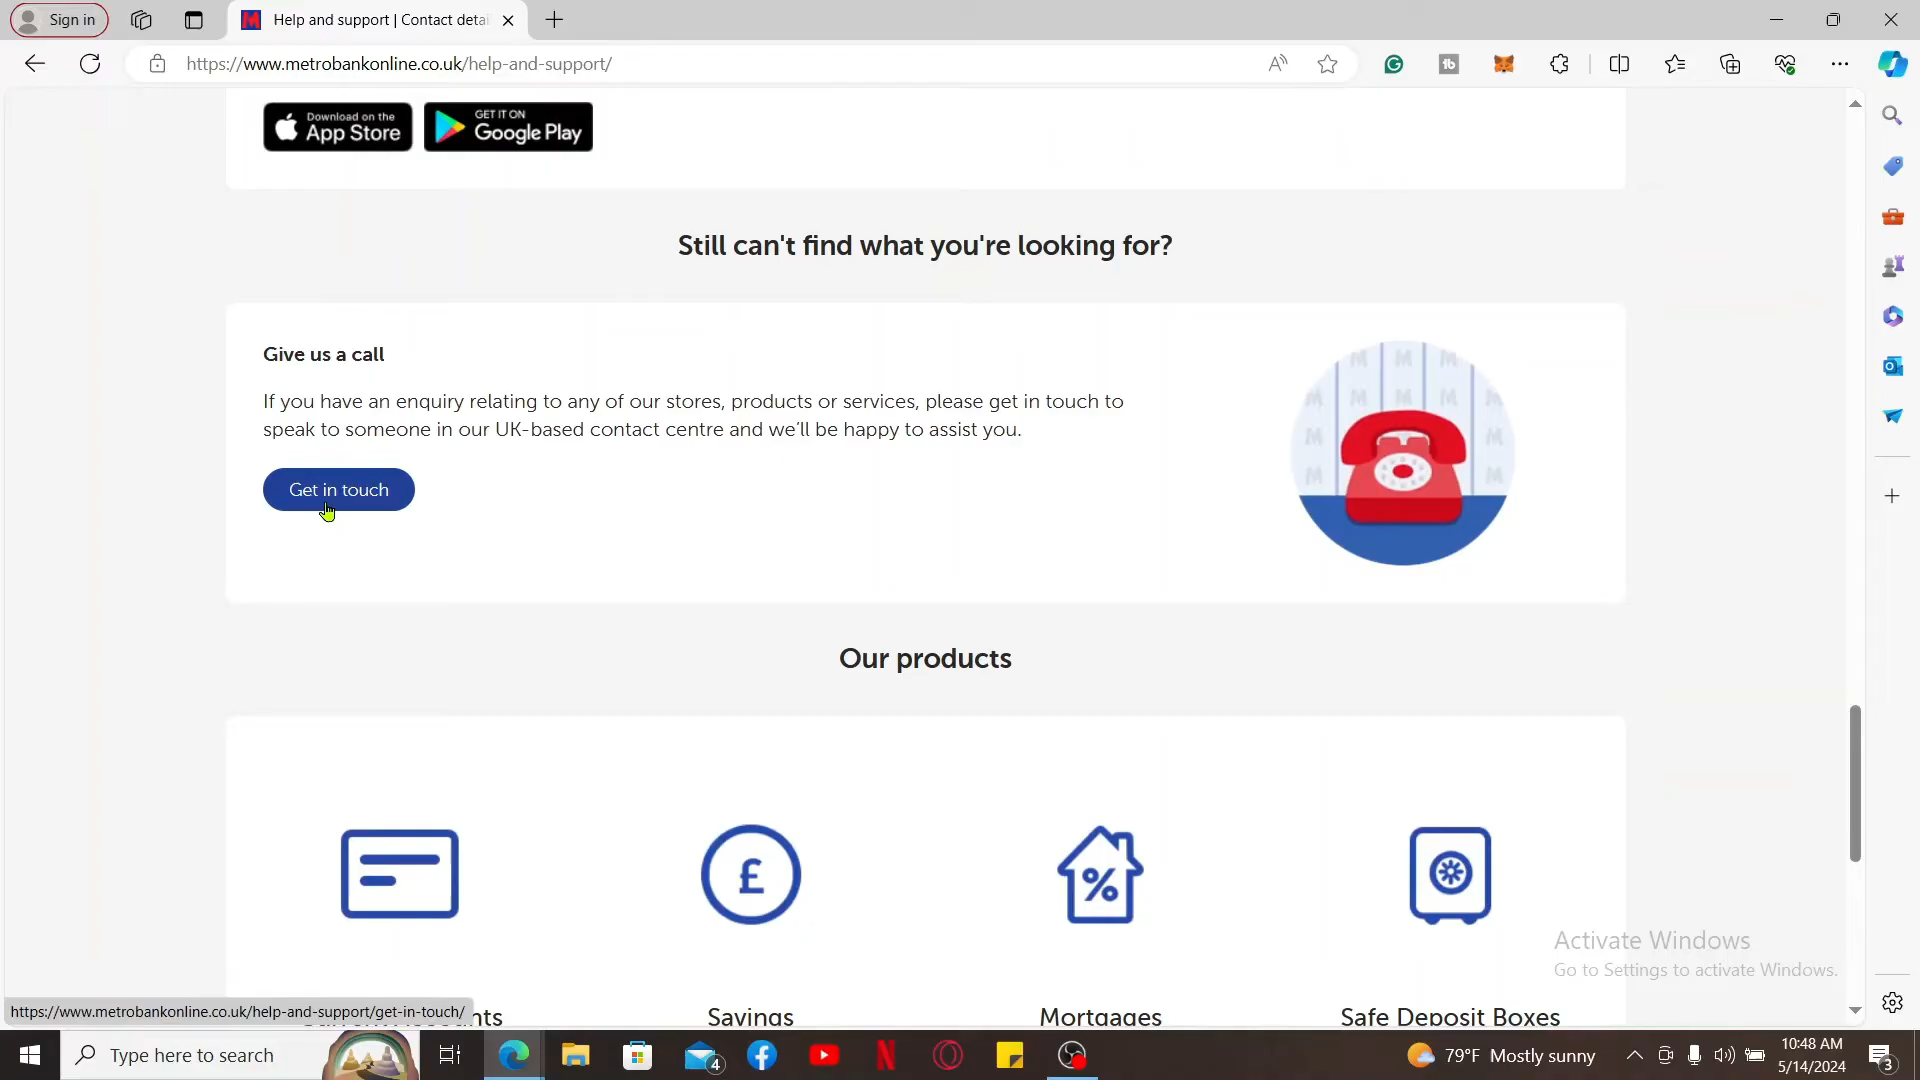 Sign in
Help and support | Contact detai
https://www.metrobankonline.co.uk/help-and-support/
Download on the
App Store
GET IT ON
Google Play
Still can't find what you're looking for?
Give us a call
If you have an enquiry relating to any of our stores, products or services, please get in touch to
speak to someone in our UK-based contact centre and we'll be happy to assist you.
Get in touch
Our products
Activate Windows
Go to Settings to activate Windows.
Savings
Mortgages
Safe Deposit Boxes
https://www.metrobankonline.co.uk/help-and-support/get-in-touch/
Type here to search
4
79°F Mostly sunny
10:48 AM
5/14/2024
3